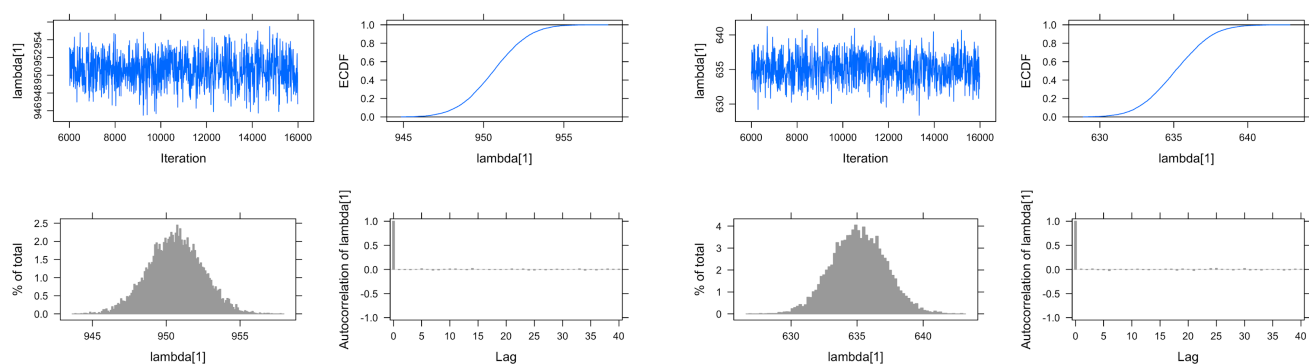 lambda[1]
946948950952954
6000 8000 10000 12000 14000 16000
Iteration
ECDF
1.0
0.8
0.6
0.4
0.2
0.0
945 950 955
lambda[1]
lambda[1]
640
635
630
6000 8000 10000 12000 14000 16000
Iteration
ECDF
1.0
0.8
0.6
0.4
0.2
0.0
630 635 640
lambda[1]
% of total
2.5
2.0
1.5
1.0
0.5
0.0
945 950 955
lambda[1]
Autocorrelation of lambda[1]
1.0
0.5
0.0
-0.5
-1.0
0 5 10 15 20 25 30 35 40
Lag
% of total
4
3
2
1
0
630 635 640
lambda[1]
Autocorrelation of lambda[1]
1.0
0.5
0.0
-0.5
-1.0
0 5 10 15 20 25 30 35 40
Lag